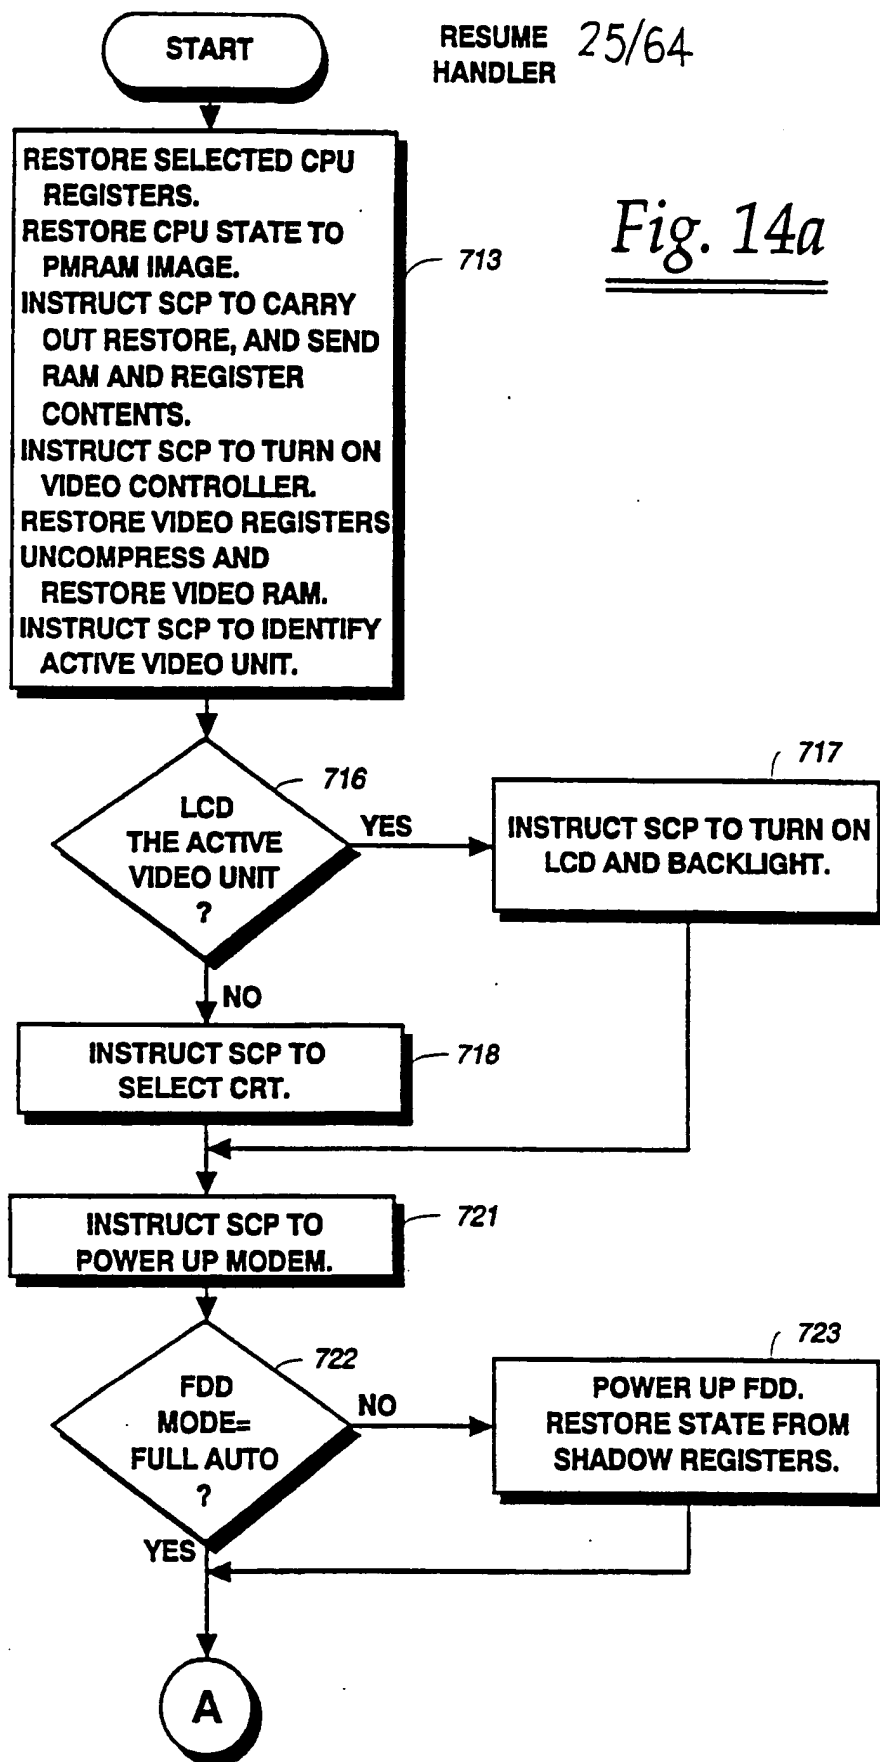 START
RESUME
HANDLER
25/64
Fig. 14a
RESTORE SELECTED CPU
REGISTERS.
RESTORE CPU STATE TO
PMRAM IMAGE.
INSTRUCT SCP TO CARRY
OUT RESTORE, AND SEND
RAM AND REGISTER
CONTENTS.
INSTRUCT SCP TO TURN ON
VIDEO CONTROLLER.
RESTORE VIDEO REGISTERS
UNCOMPRESS AND
RESTORE VIDEO RAM.
INSTRUCT SCP TO IDENTIFY
ACTIVE VIDEO UNIT.
713
LCD
THE ACTIVE
VIDEO UNIT
?
716
YES
717
INSTRUCT SCP TO TURN ON
LCD AND BACKLIGHT.
NO
INSTRUCT SCP TO
SELECT CRT.
718
INSTRUCT SCP TO
POWER UP MODEM.
721
FDD
MODE=
FULL AUTO
?
722
NO
723
POWER UP FDD.
RESTORE STATE FROM
SHADOW REGISTERS.
YES
A